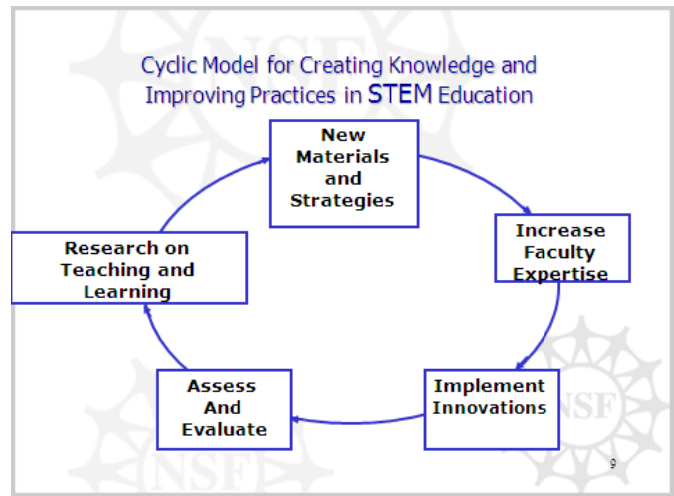 Cyclic Model for Creating Knowledge and
Improving Practices in STEM Education
New
Materials
and
Strategies
Increase
Faculty
Expertise
Research on
Teaching and
Learning
Assess
And
Evaluate
Implement
Innovations
NSF
NSF
NSF
9